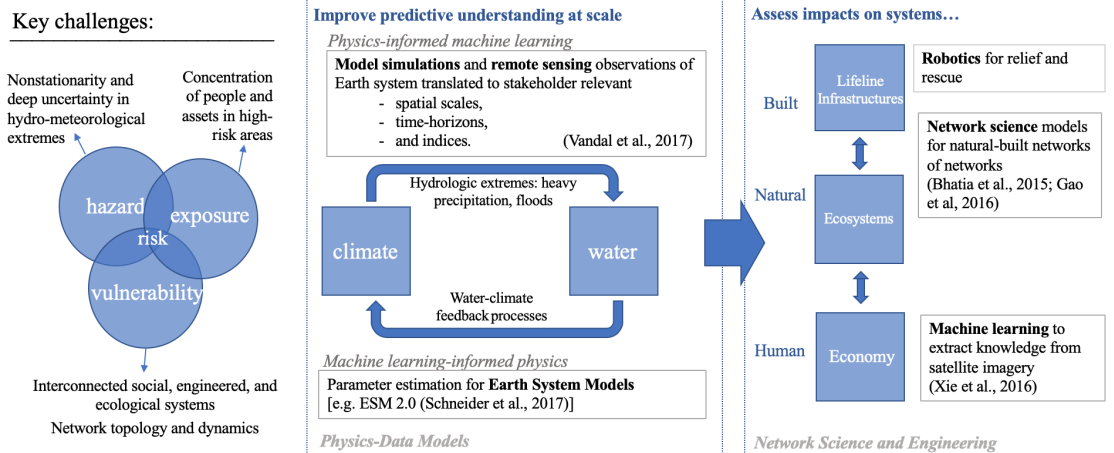 Key challenges:
Nonstationarity and
deep uncertainty in
hydro-meteorological
extremes
Concentration
of people and
assets in high-
risk areas
hazard
exposure
risk
vulnerability
Interconnected social, engineered, and
ecological systems
Network topology and dynamics
Improve predictive understanding at scale
Physics-informed machine learning
Model simulations and remote sensing observations of
Earth system translated to stakeholder relevant
- spatial scales,
- time-horizons,
- and indices. (Vandal et al., 2017)
Hydrologic extremes: heavy
precipitation, floods
climate
water
Water-climate
feedback processes
Machine learning-informed physics
Parameter estimation for Earth System Models
[e.g. ESM 2.0 (Schneider et al., 2017)]
Physics-Data Models
Assess impacts on systems…
Built
Lifeline
Infrastructures
Robotics for relief and
rescue
Natural
Ecosystems
Network science models
for natural-built networks
of networks
(Bhatia et al., 2015; Gao
et al, 2016)
Human
Economy
Machine learning to
extract knowledge from
satellite imagery
(Xie et al., 2016)
Network Science and Engineering